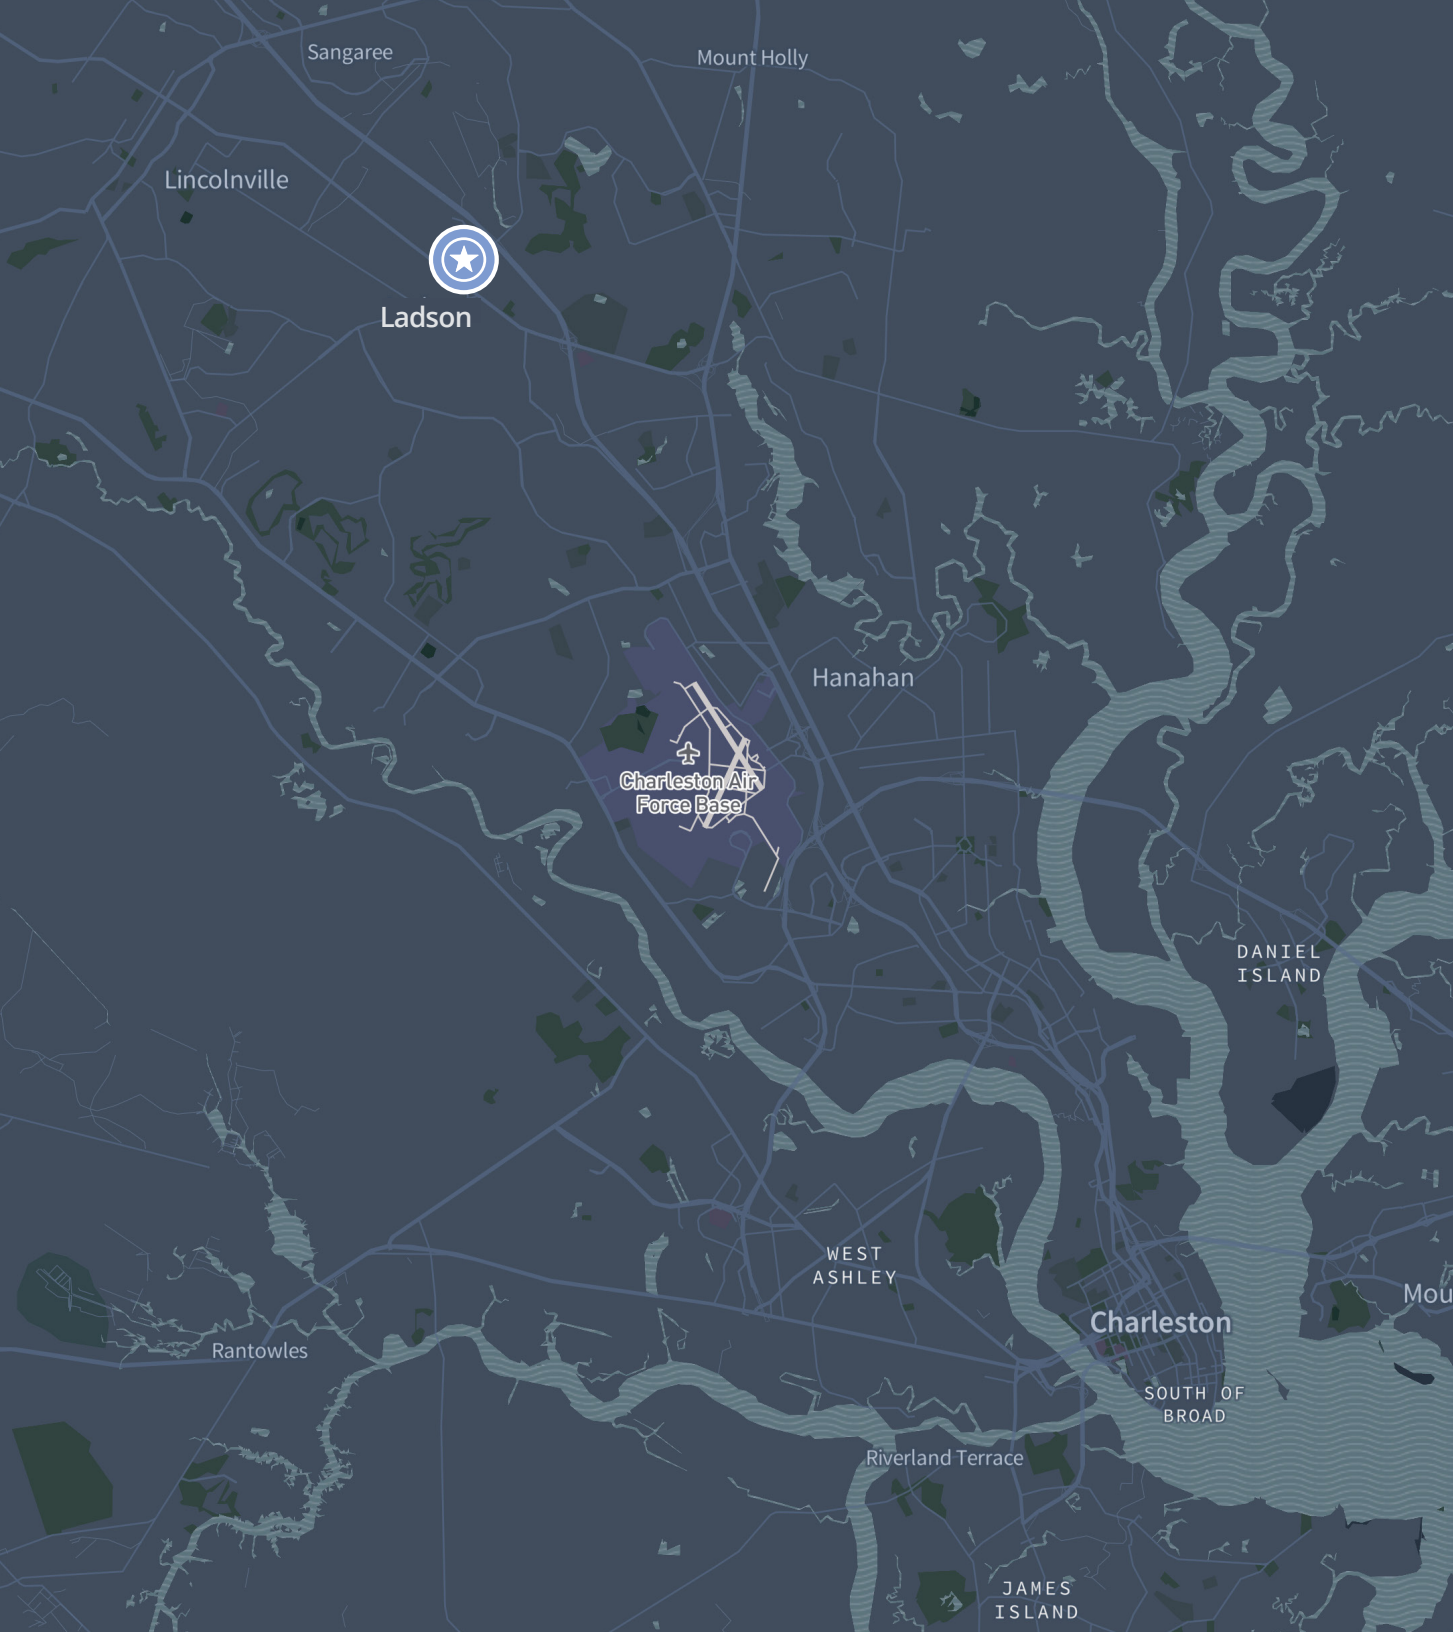 Sangaree
Mount Holly
Lincolnville
Ladson
Hanahan
Charleston Air
Force Base
DANIEL
ISLAND
WEST
ASHLEY
Mou
Charleston
Rantowles
SOUTH OF
BROAD
Riverland Terrace
JAMES
ISLAND